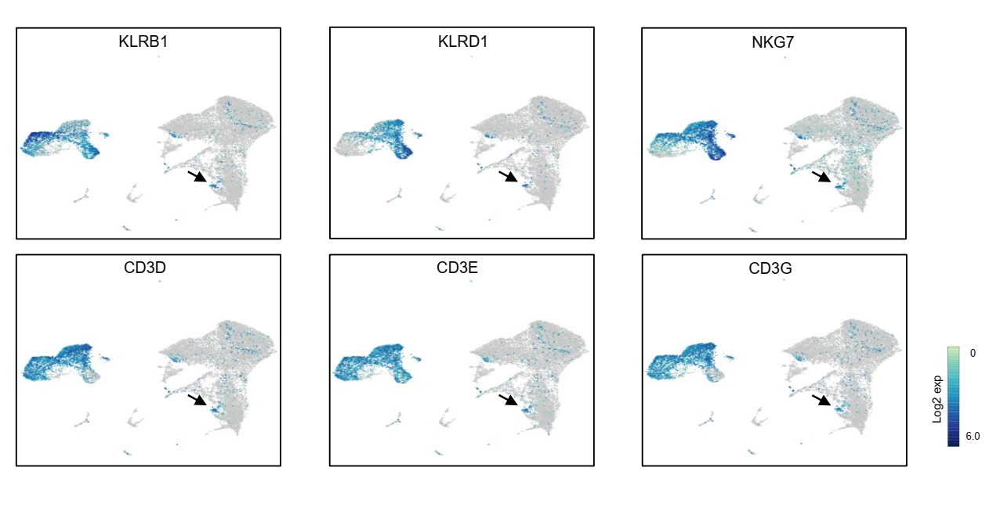 KLRB1
KLRD1
NKG7
CD3D
CD3E
CD3G
0
Log2 exp
6.0